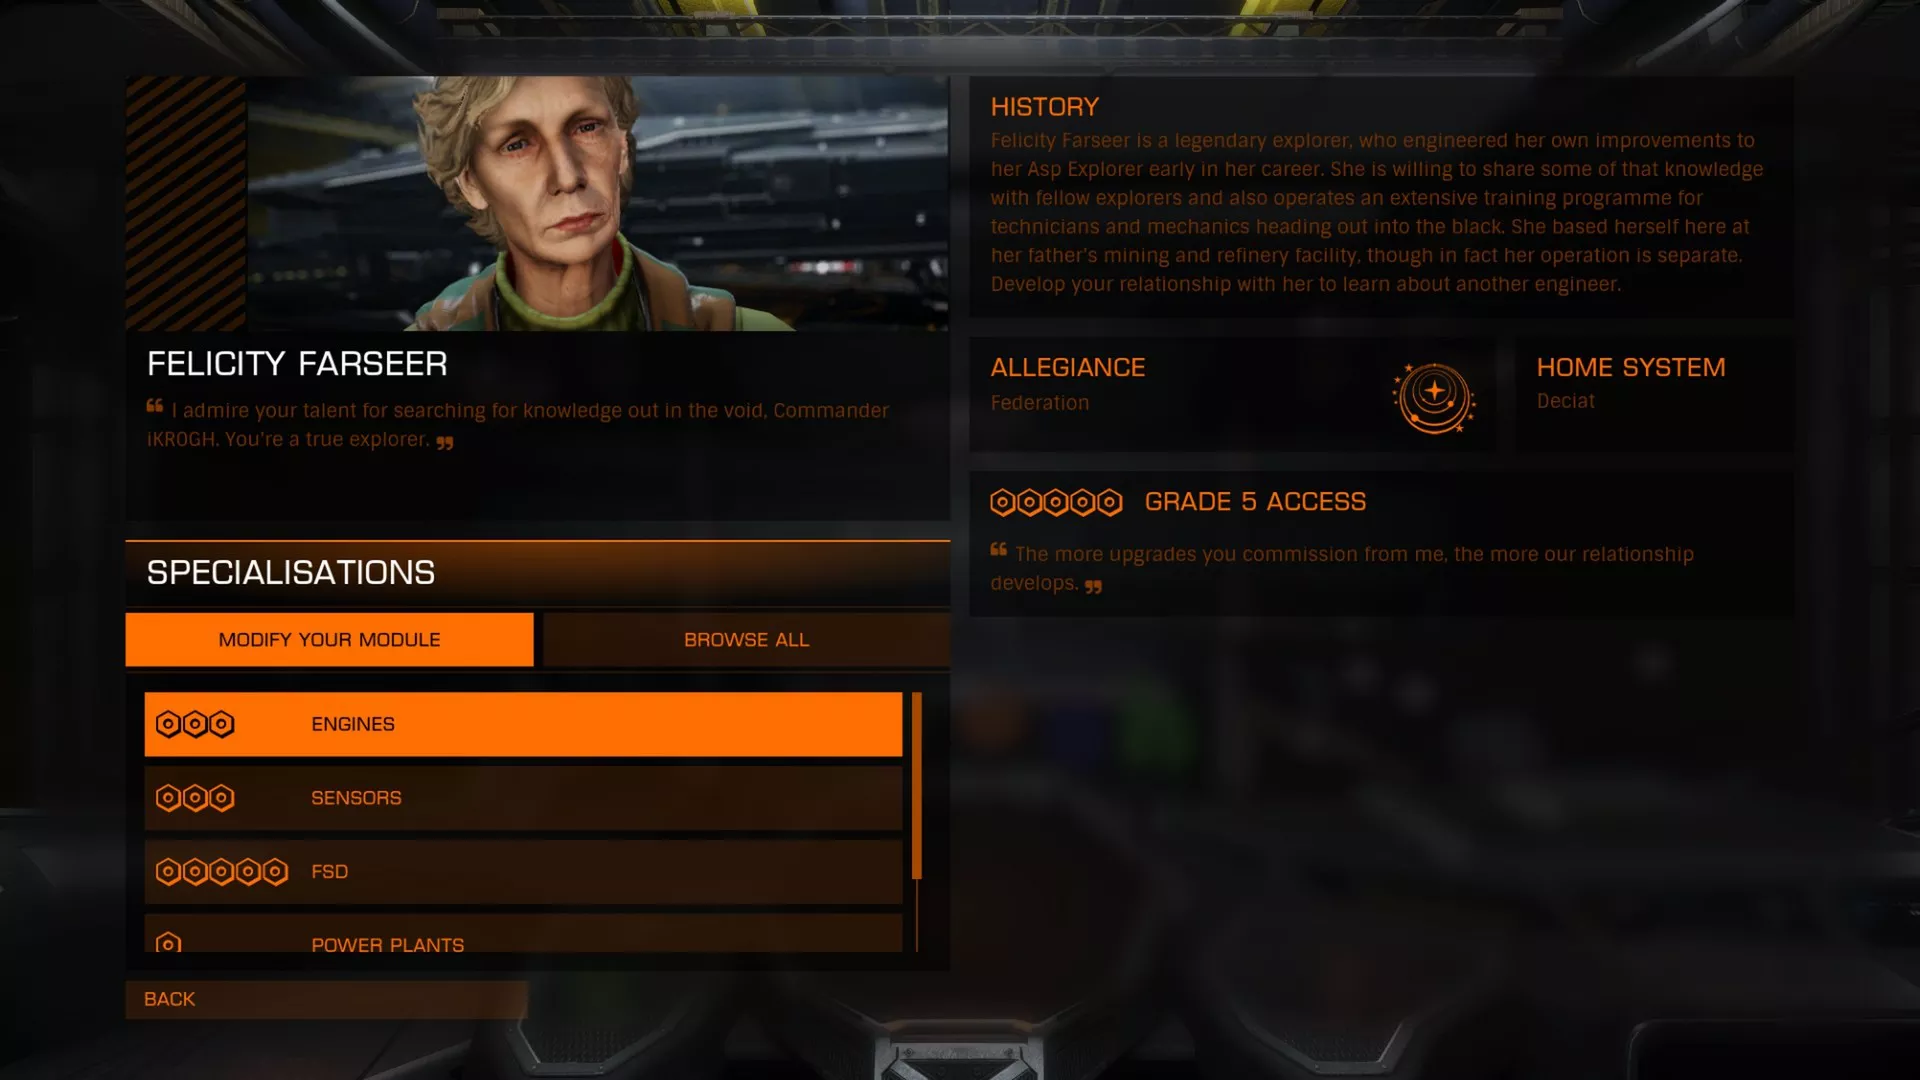 FELICITY FARSEER
❝ I admire your talent for searching for knowledge out in the void, Commander
iKROGH. You're a true explorer. ❞
SPECIALISATIONS
MODIFY YOUR MODULE
BROWSE ALL
ENGINES
SENSORS
FSD
POWER PLANTS
BACK
HISTORY
Felicity Farseer is a legendary explorer, who engineered her own improvements to
her Asp Explorer early in her career. She is willing to share some of that knowledge
with fellow explorers and also operates an extensive training programme for
technicians and mechanics heading out into the black. She based herself here at
her father's mining and refinery facility, though in fact her operation is separate.
Develop your relationship with her to learn about another engineer.
ALLEGIANCE
Federation
HOME SYSTEM
Deciat
GRADE 5 ACCESS
❝ The more upgrades you commission from me, the more our relationship
develops. ❞